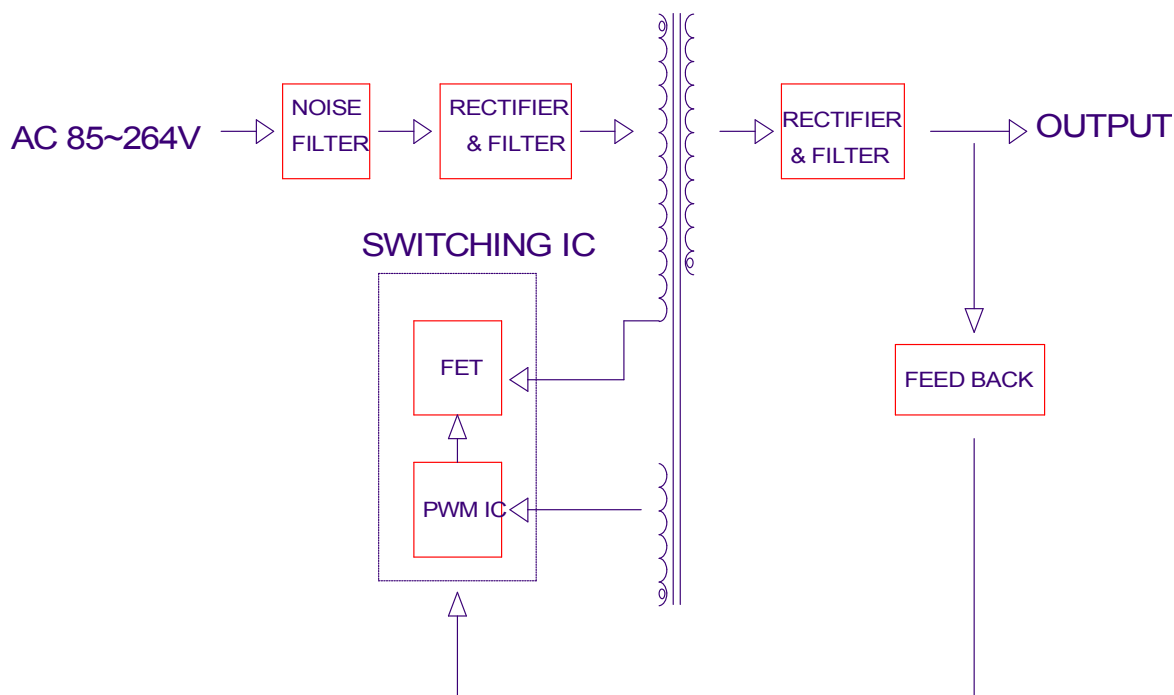 AC 85~264V
NOISE
FILTER
RECTIFIER
& FILTER
RECTIFIER
& FILTER
OUTPUT
SWITCHING IC
FET
PWM IC
FEED BACK